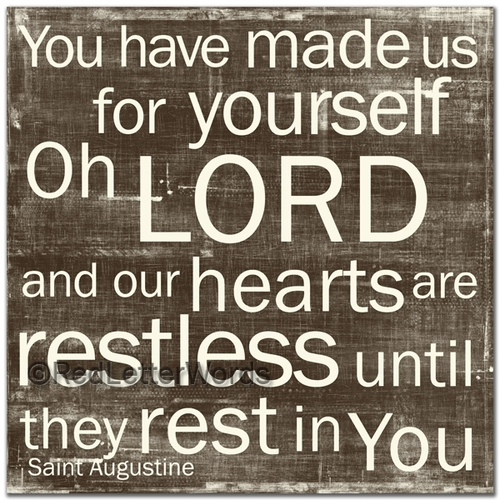 You have made us
for yourself
Oh LORD
and our hearts are
restless until
©RedLetterWords
they rest in You
Saint Augustine